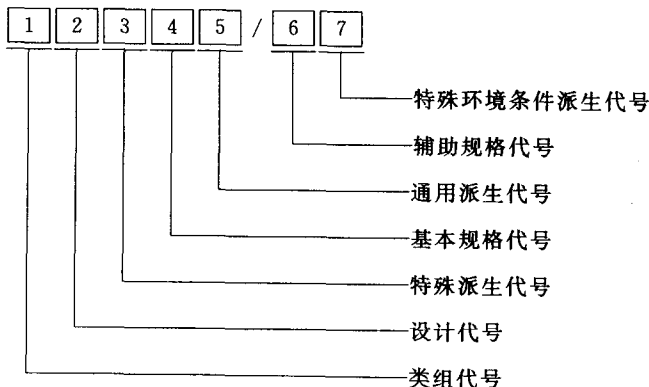 1 2 3 4 5 / 6 7
特殊环境条件派生代号
辅助规格代号
通用派生代号
基本规格代号
特殊派生代号
设计代号
类组代号